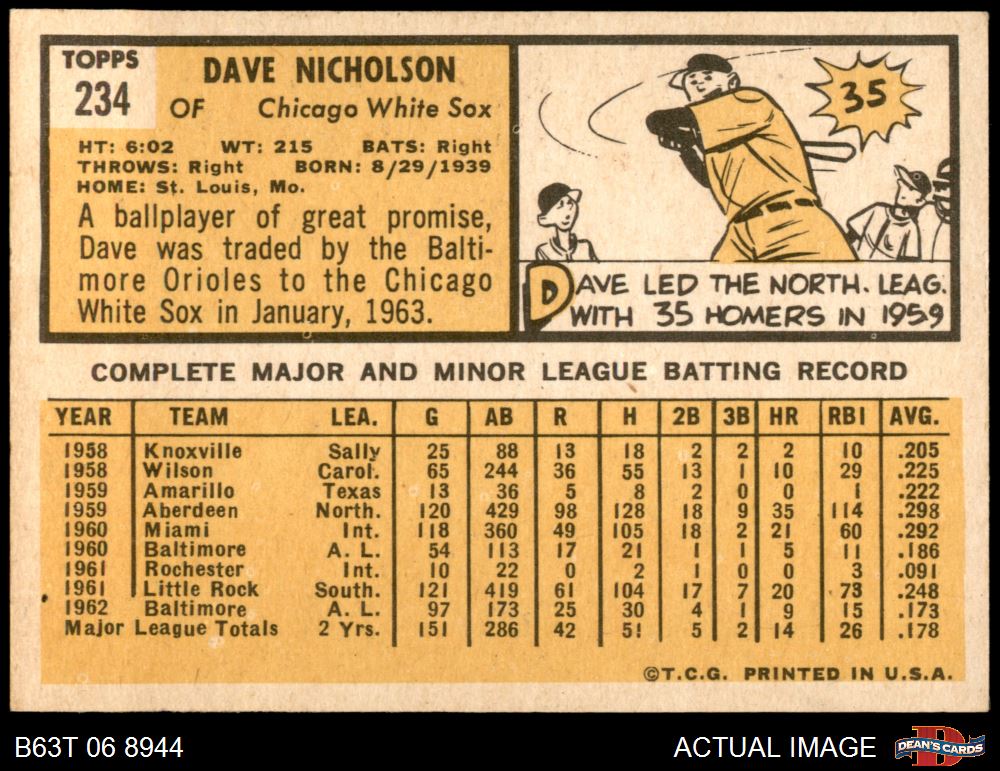 TOPPS
234
DAVE NICHOLSON
OF Chicago White Sox
HT: 6:02 WT: 215 BATS: Right
THROWS: Right BORN: 8/29/1939
HOME: St. Louis, Mo.
A ballplayer of great promise,
Dave was traded by the Balti-
more Orioles to the Chicago
White Sox in January, 1963.
35
DAVE LED THE NORTH. LEAG.
WITH 35 HOMERS IN 1959
COMPLETE MAJOR AND MINOR LEAGUE BATTING RECORD
YEAR TEAM LEA. G AB R H 2B 3B HR RBI AVG.
1958 Knoxville Sally 25 88 13 18 2 2 2 10 .205
1958 Wilson Carol. 65 244 36 55 13 1 10 29 .225
1959 Amarillo Texas 13 36 5 8 2 0 0 1 .222
1959 Aberdeen North. 120 429 98 128 18 9 35 114 .298
1960 Miami Int. 118 360 49 105 18 2 21 60 .292
1960 Baltimore A. L. 54 113 17 21 1 1 5 11 .186
1961 Rochester Int. 10 22 0 2 1 0 0 3 .091
1961 Little Rock South. 121 419 61 104 17 7 20 73 .248
1962 Baltimore A. L. 97 173 25 30 4 1 9 15 .173
Major League Totals 2 Yrs. 151 286 42 51 5 2 14 26 .178
©T.C.G. PRINTED IN U.S.A.
B63T 06 8944 ACTUAL IMAGE DEAN'S CARDS